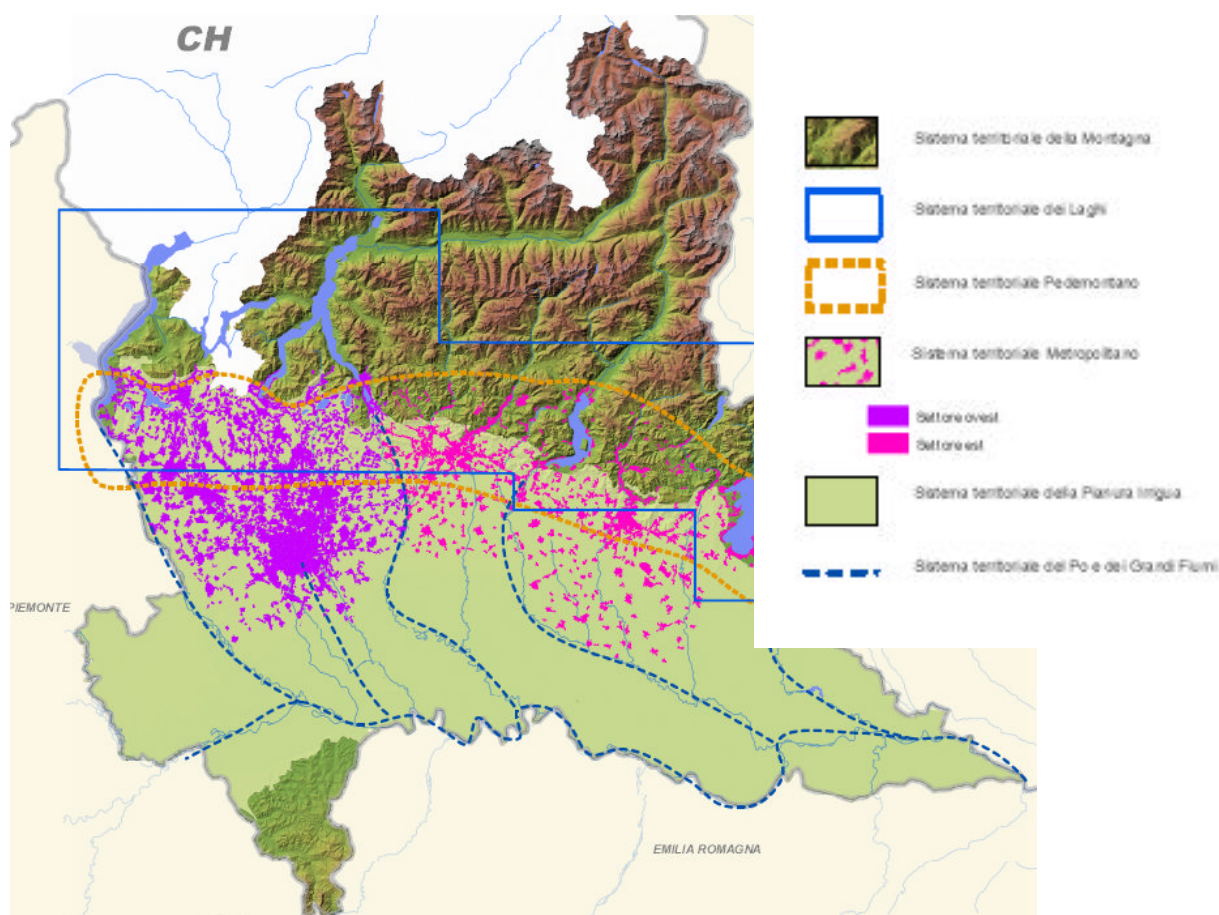 CH
Sistema territoriale della Montagna
Sistema territoriale dei Laghi
Sistema territoriale Pedemontano
Sistema territoriale Metropolitano
Settore ovest
Settore est
Sistema territoriale della Pianura Irrigua
Sistema territoriale del Po e dei Grandi Fiumi
PIEMONTE
EMILIA ROMAGNA